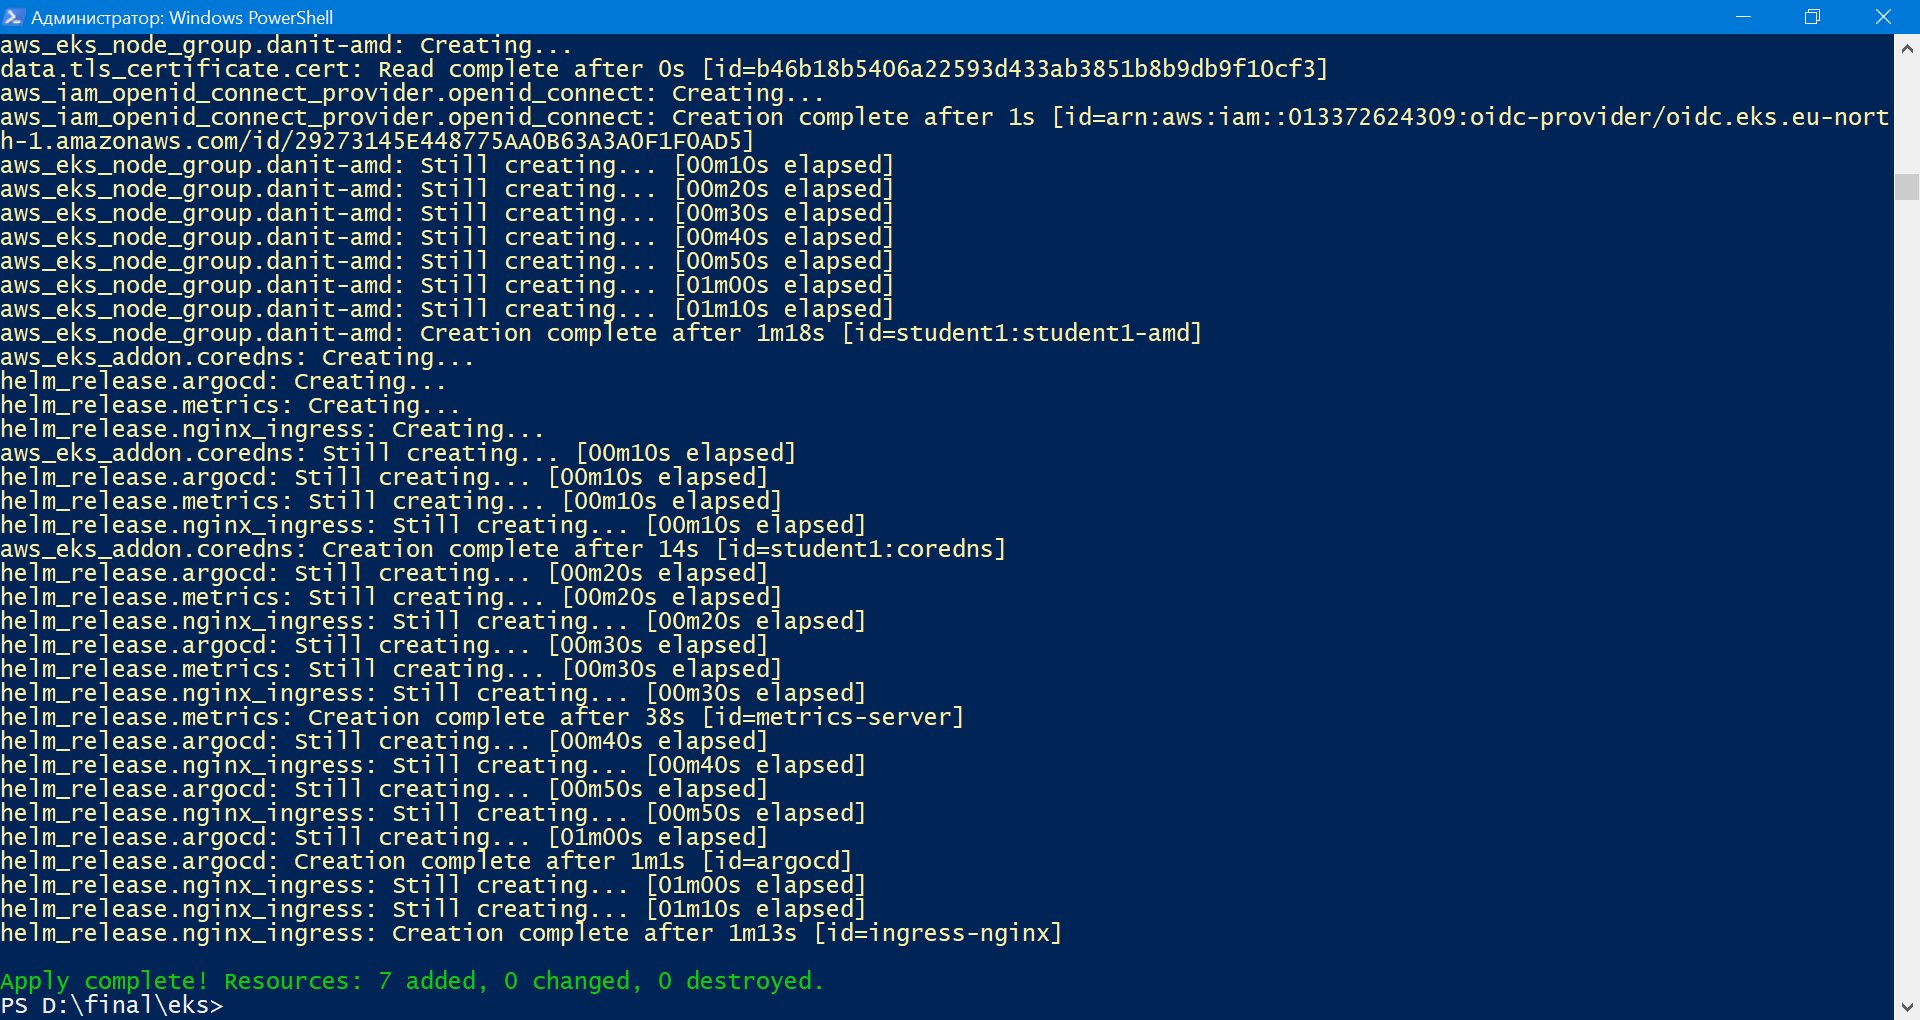 Администратор: Windows PowerShell
aws_eks_node_group.danit-amd: Creating...
data.tls_certificate.cert: Read complete after 0s [id=b46b18b5406a22593d433ab3851b8b9db9f10cf3]
aws_iam_openid_connect_provider.openid_connect: Creating...
aws_iam_openid_connect_provider.openid_connect: Creation complete after 1s [id=arn:aws:iam::013372624309:oidc-provider/oidc.eks.eu-nort
h-1.amazonaws.com/id/29273145E448775AA0B63A3A0F1F0AD5]
aws_eks_node_group.danit-amd: Still creating... [00m10s elapsed]
aws_eks_node_group.danit-amd: Still creating... [00m20s elapsed]
aws_eks_node_group.danit-amd: Still creating... [00m30s elapsed]
aws_eks_node_group.danit-amd: Still creating... [00m40s elapsed]
aws_eks_node_group.danit-amd: Still creating... [00m50s elapsed]
aws_eks_node_group.danit-amd: Still creating... [01m00s elapsed]
aws_eks_node_group.danit-amd: Still creating... [01m10s elapsed]
aws_eks_node_group.danit-amd: Creation complete after 1m18s [id=student1:student1-amd]
aws_eks_addon.coredns: Creating...
helm_release.argocd: Creating...
helm_release.metrics: Creating...
helm_release.nginx_ingress: Creating...
aws_eks_addon.coredns: Still creating... [00m10s elapsed]
helm_release.argocd: Still creating... [00m10s elapsed]
helm_release.metrics: Still creating... [00m10s elapsed]
helm_release.nginx_ingress: Still creating... [00m10s elapsed]
aws_eks_addon.coredns: Creation complete after 14s [id=student1:coredns]
helm_release.argocd: Still creating... [00m20s elapsed]
helm_release.metrics: Still creating... [00m20s elapsed]
helm_release.nginx_ingress: Still creating... [00m20s elapsed]
helm_release.argocd: Still creating... [00m30s elapsed]
helm_release.metrics: Still creating... [00m30s elapsed]
helm_release.nginx_ingress: Still creating... [00m30s elapsed]
helm_release.metrics: Creation complete after 38s [id=metrics-server]
helm_release.argocd: Still creating... [00m40s elapsed]
helm_release.nginx_ingress: Still creating... [00m40s elapsed]
helm_release.argocd: Still creating... [00m50s elapsed]
helm_release.nginx_ingress: Still creating... [00m50s elapsed]
helm_release.argocd: Still creating... [01m00s elapsed]
helm_release.argocd: Creation complete after 1m1s [id=argocd]
helm_release.nginx_ingress: Still creating... [01m00s elapsed]
helm_release.nginx_ingress: Still creating... [01m10s elapsed]
helm_release.nginx_ingress: Creation complete after 1m13s [id=ingress-nginx]
Apply complete! Resources: 7 added, 0 changed, 0 destroyed.
PS D:\final\eks>